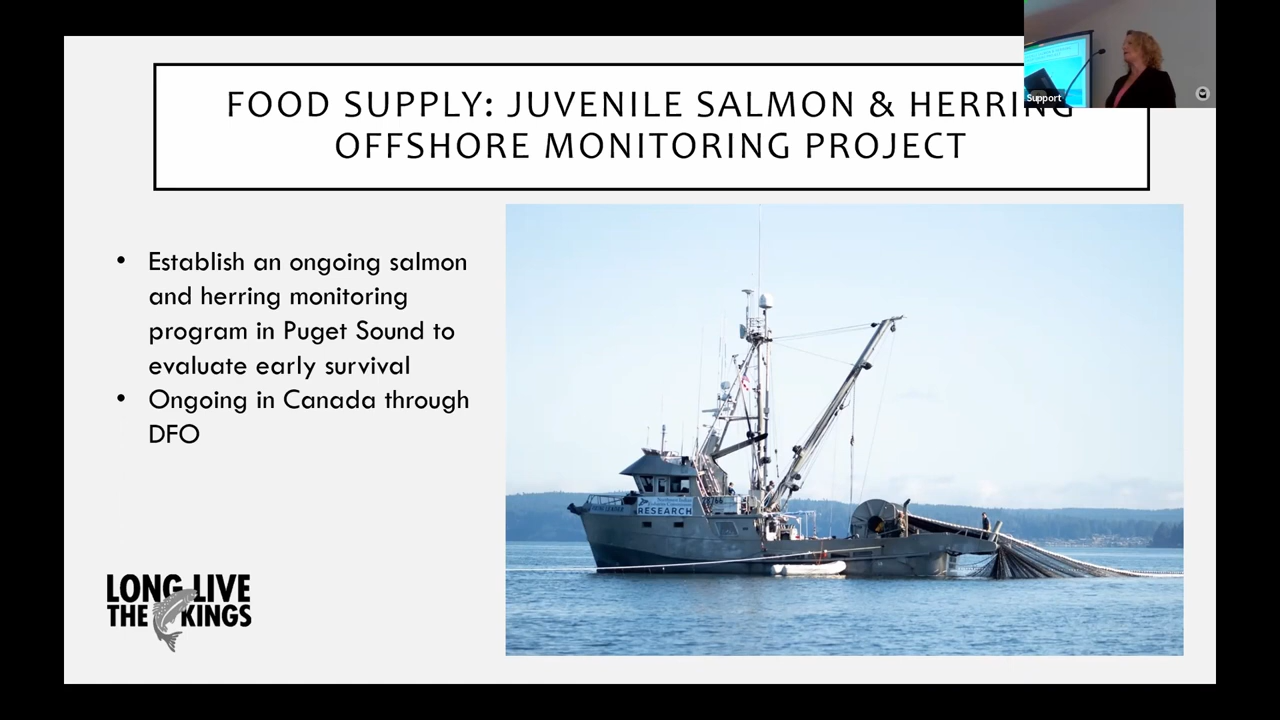 FOOD SUPPLY: JUVENILE SALMON & HERRING
OFFSHORE MONITORING PROJECT
Support
• Establish an ongoing salmon
and herring monitoring
program in Puget Sound to
evaluate early survival
• Ongoing in Canada through
DFO
RESEARCH
LONG LIVE
THE KINGS